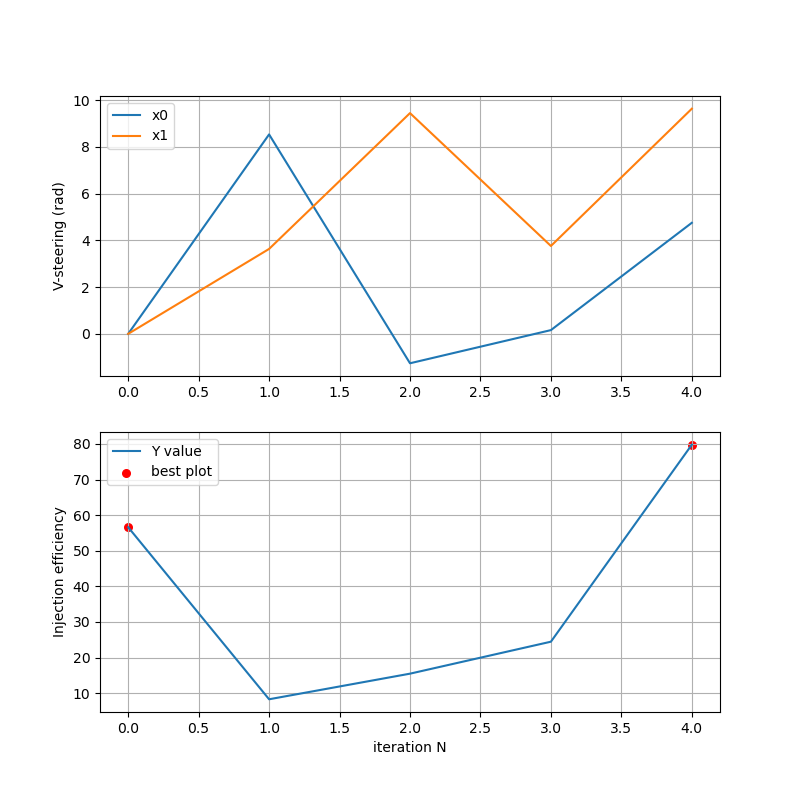 V-steering (rad)
10
8
6
4
2
0
x0
x1
0.0 0.5 1.0 1.5 2.0 2.5 3.0 3.5 4.0
Injection efficiency
80
70
60
50
40
30
20
10
Y value
best plot
0.0 0.5 1.0 1.5 2.0 2.5 3.0 3.5 4.0
iteration N